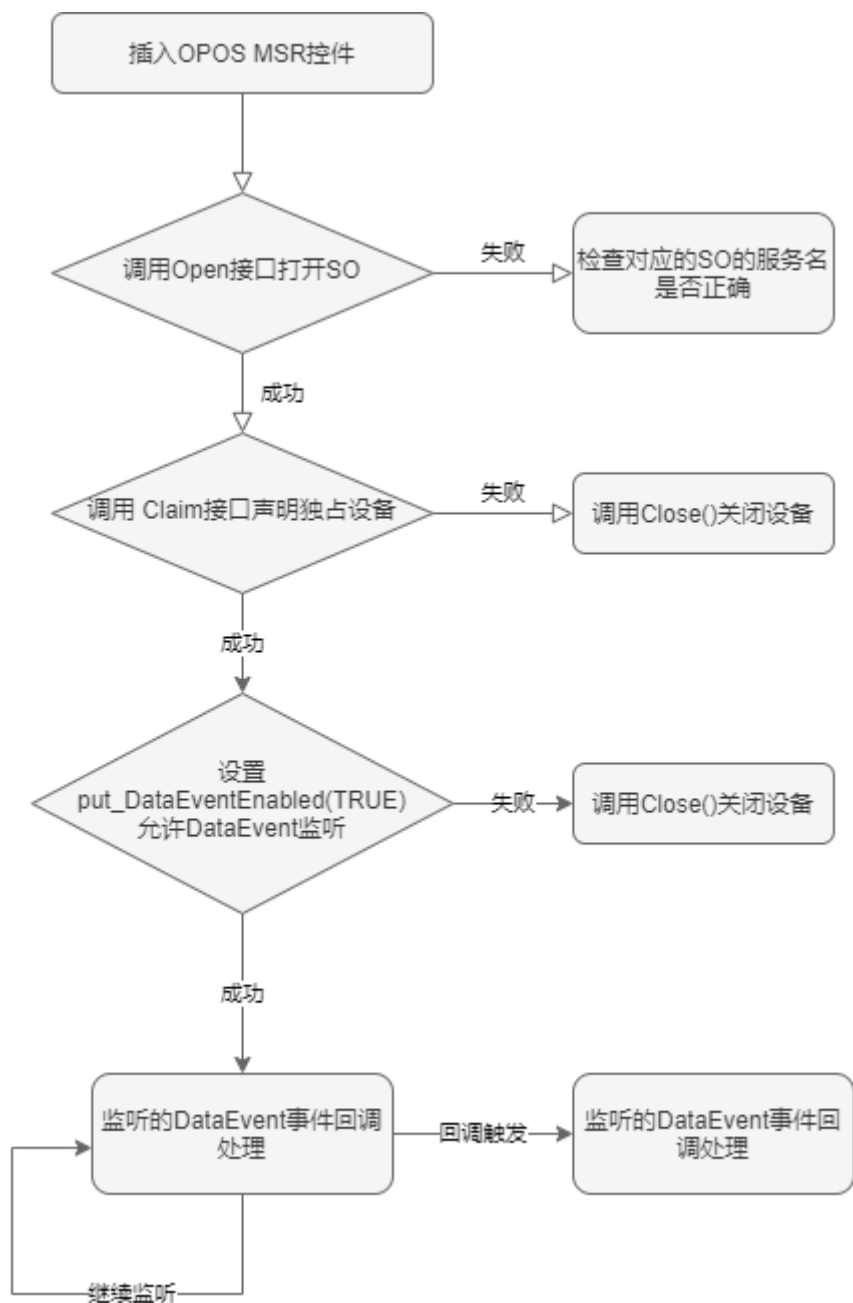 插入OPOS MSR控件
调用Open接口打开SO
失败
检查对应的SO的服务名
是否正确
成功
调用 Claim接口声明独占设备
失败
调用Close()关闭设备
成功
设置
put_DataEventEnabled(TRUE)
允许DataEvent监听
失败
调用Close()关闭设备
成功
监听的DataEvent事件回调
处理
回调触发
监听的DataEvent事件回
调处理
继续监听